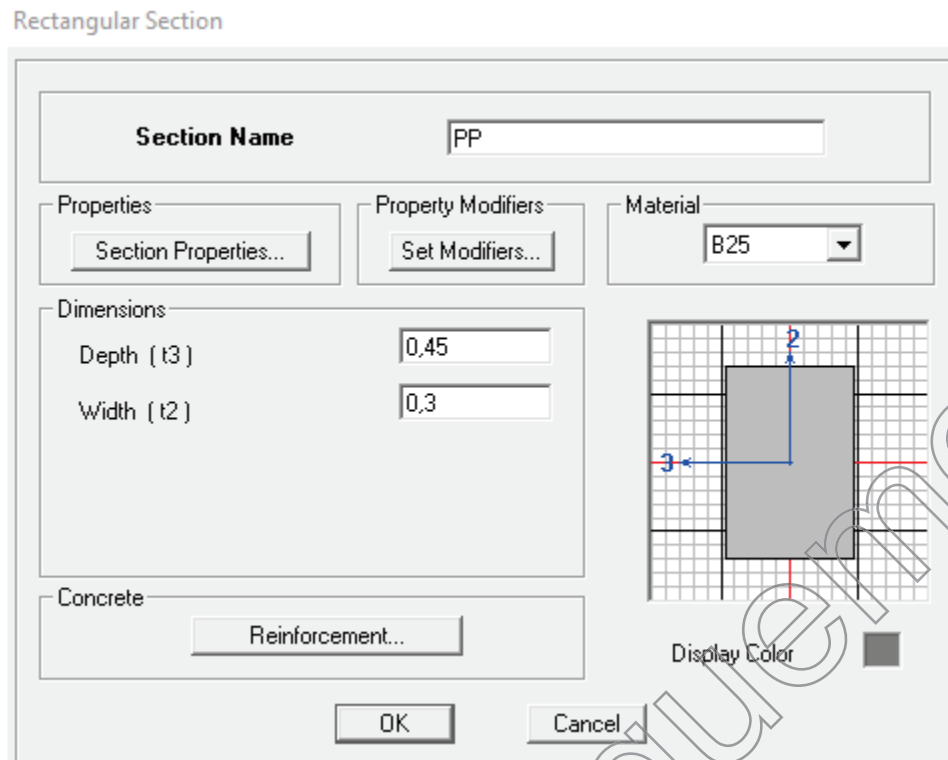 Rectangular Section
Section Name PP
Properties Property Modifiers Material
Section Properties... Set Modifiers... B25
Dimensions
Depth ( t3 ) 0,45
Width ( t2 ) 0,3
2
3
Concrete
Reinforcement...
Display Color
OK Cancel